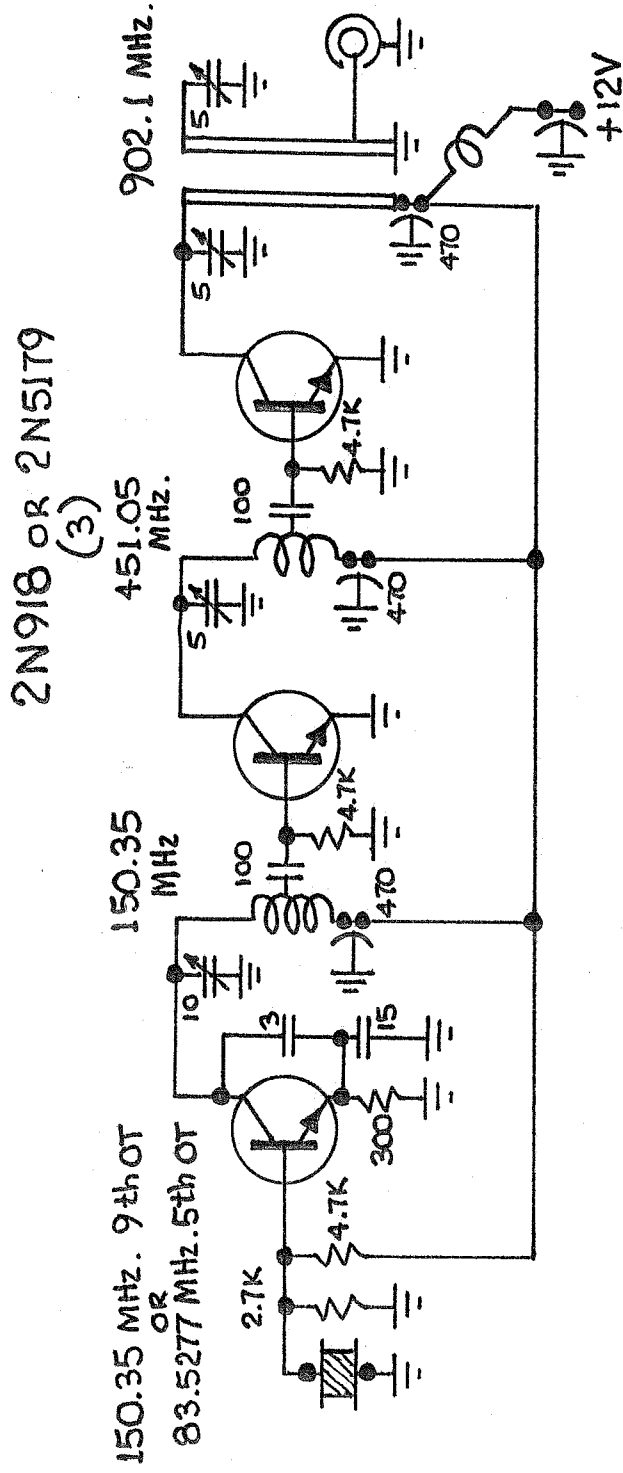 2N918 OR 2N5179
(3)
150.35 MHz. 9th OT
OR
83.5277 MHz. 5th OT
150.35
MHz
451.05
MHz.
902.1 MHz.
10
5
5
5
3
15
100
100
2.7K
4.7K
300
4.7K
4.7K
470
470
470
+12V